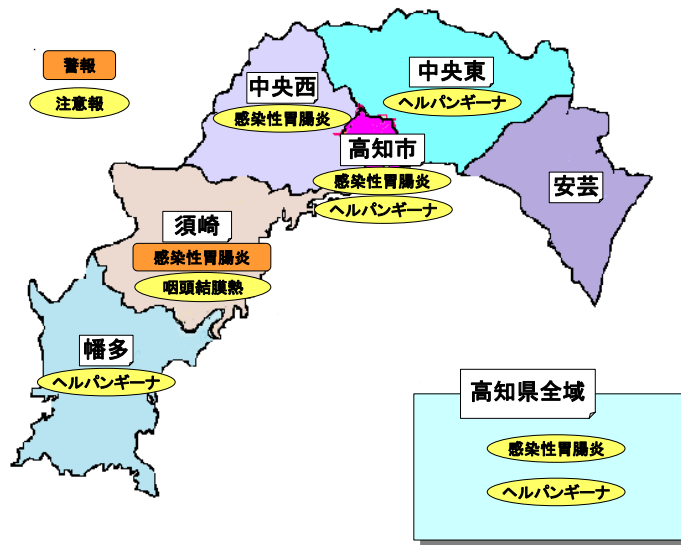 警報
注意報
中央西
感染性胃腸炎
中央東
ヘルパンギーナ
高知市
感染性胃腸炎
ヘルパンギーナ
安芸
須崎
感染性胃腸炎
咽頭結膜熱
幡多
ヘルパンギーナ
高知県全域
感染性胃腸炎
ヘルパンギーナ